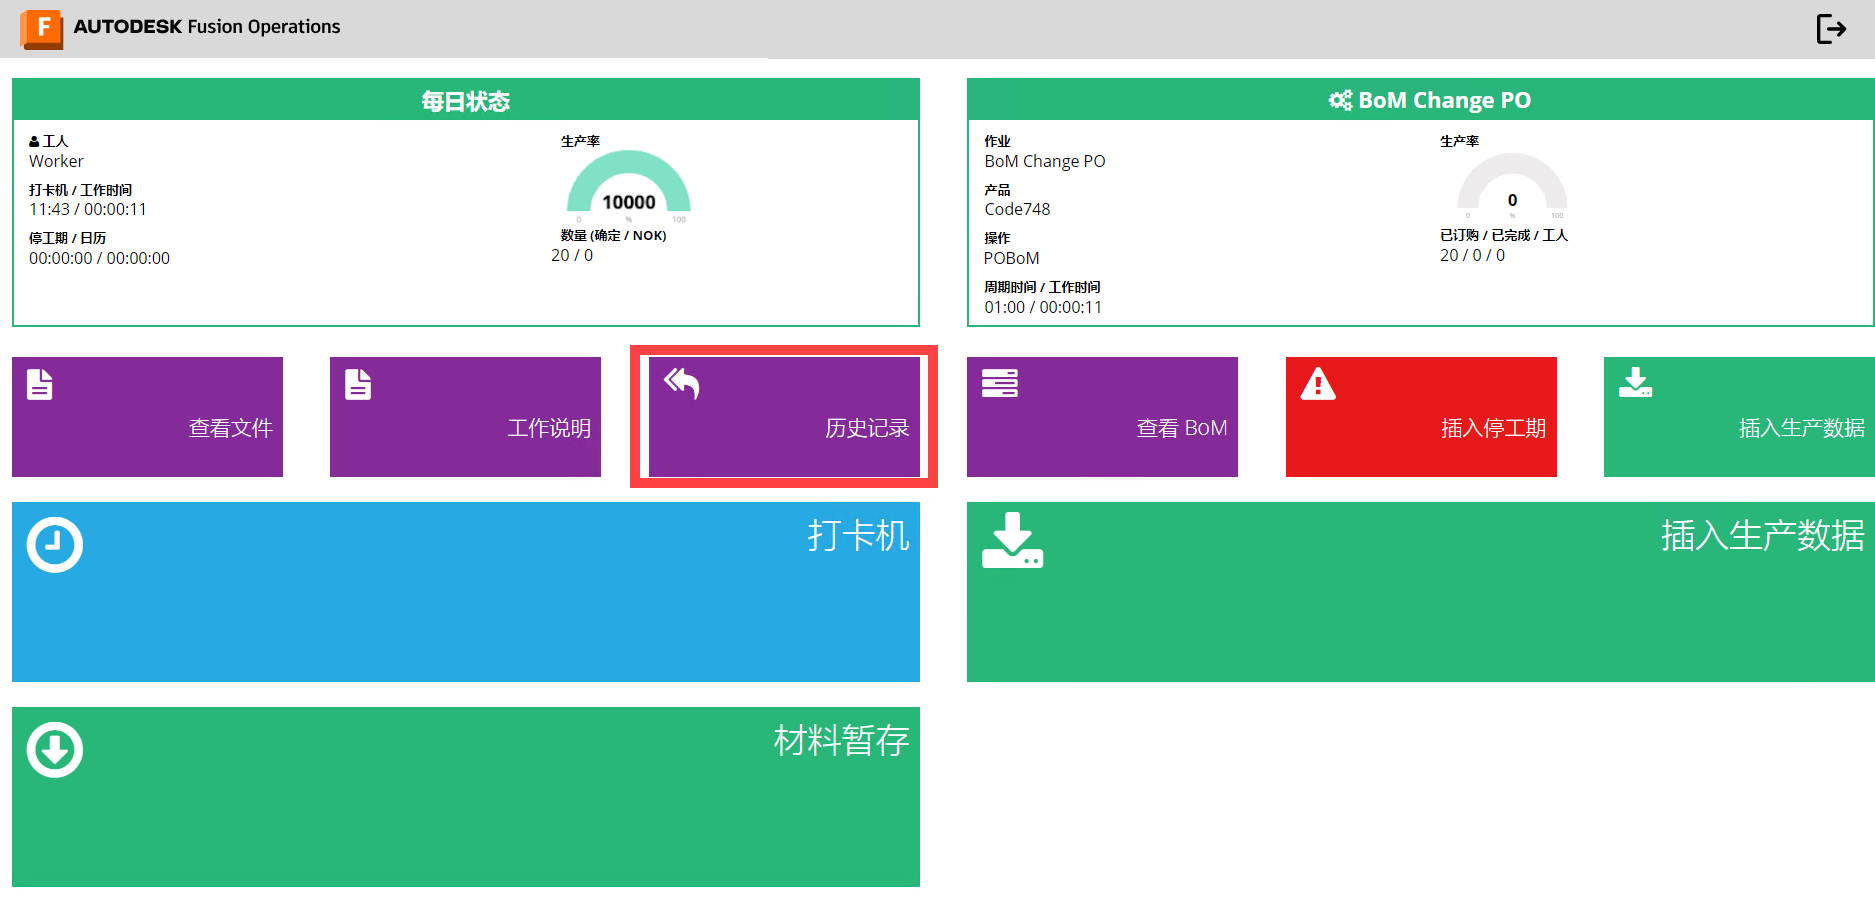 F AUTODESK Fusion Operations
每日状态
工人
Worker
打卡机 / 工作时间
11:43 / 00:00:11
停工期 / 日历
00:00:00 / 00:00:00
生产率
10000
0 % 100
数量 (确定 / NOK)
20 / 0
BoM Change PO
作业
BoM Change PO
产品
Code748
操作
POBoM
周期时间 / 工作时间
01:00 / 00:00:11
生产率
0
0 % 100
已订购 / 已完成 / 工人
20 / 0 / 0
查看文件
工作说明
历史记录
查看 BoM
插入停工期
插入生产数据
打卡机
插入生产数据
材料暂存